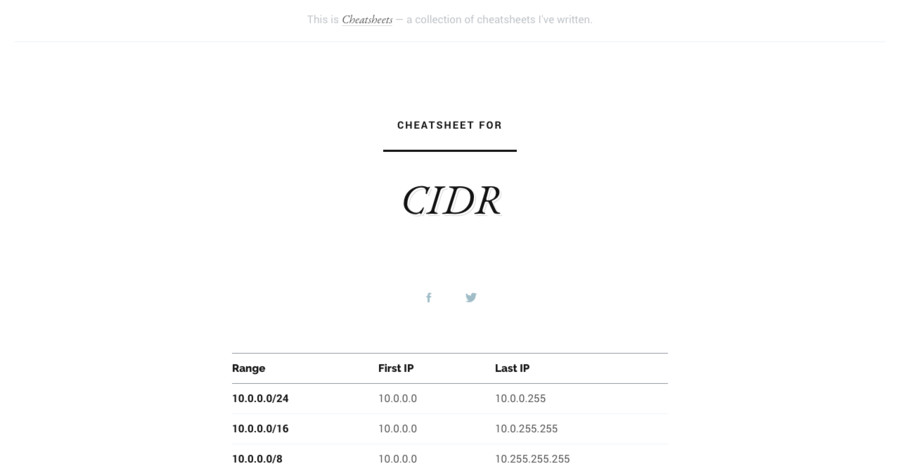 This is Cheatsheets — a collection of cheatsheets I've written.
CHEATSHEET FOR
CIDR
Range First IP Last IP
10.0.0.0/24 10.0.0.0 10.0.0.255
10.0.0.0/16 10.0.0.0 10.0.255.255
10.0.0.0/8 10.0.0.0 10.255.255.255